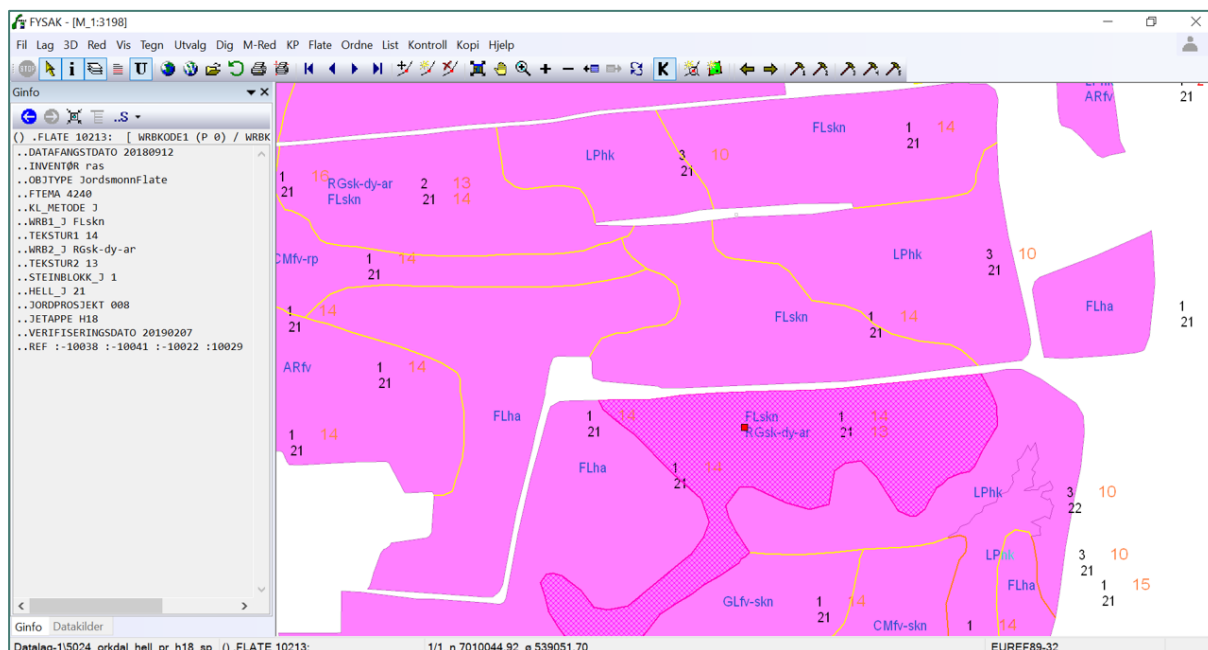 FYSAK - [M_1:3198]
Fil Lag 3D Red Vis Tegn Utvalg Dig M-Red KP Flate Ordne List Kontroll Kopi Hjelp
STOP i U K
Ginfo
..S
() .FLATE 10213: [ WRBKODE1 (P 0) / WRBK
..DATAFANGSTDATO 20180912
..INVENTØR ras
..OBJTYPE JordsmonnFlate
..FTEMA 4240
..KL_METODE J
..WRB1_J FLskn
..TEKSTUR1 14
..WRB2_J RGsk-dy-ar
..TEKSTUR2 13
..STEINBLOKK_J 1
..HELL_J 21
..JORDPROSJEKT 008
..JETAPPE H18
..VERIFISERINGSDATO 20190207
..REF :-10038 :-10041 :-10022 :10029
Ginfo Datakilder
ARfv
21
FLskn 1 14
21
LPhk 3 10
21
1 16
21
RGsk-dy-ar 2 13
FLskn 21 14
CMfv-rp 1 14
21
LPhk 3 10
21
1 14
21
FLskn 1 14
21
FLha 1
21
ARfv 1 14
21
FLha 1 14
21
FLskn 1 14
RGsk-dy-ar 21 13
1 14
21
FLha 1 14
21
LPhk 3 10
22
LPhk 3 10
21
FLha 1 15
21
GLfv-skn 1 14
21
CMfv-skn 1 14
Datalag-1\5024_orkdal_hell_pr_h18_sp () .FLATE 10213: 1/1 n 7010044.92 ø 539051.70 EUREF89-32